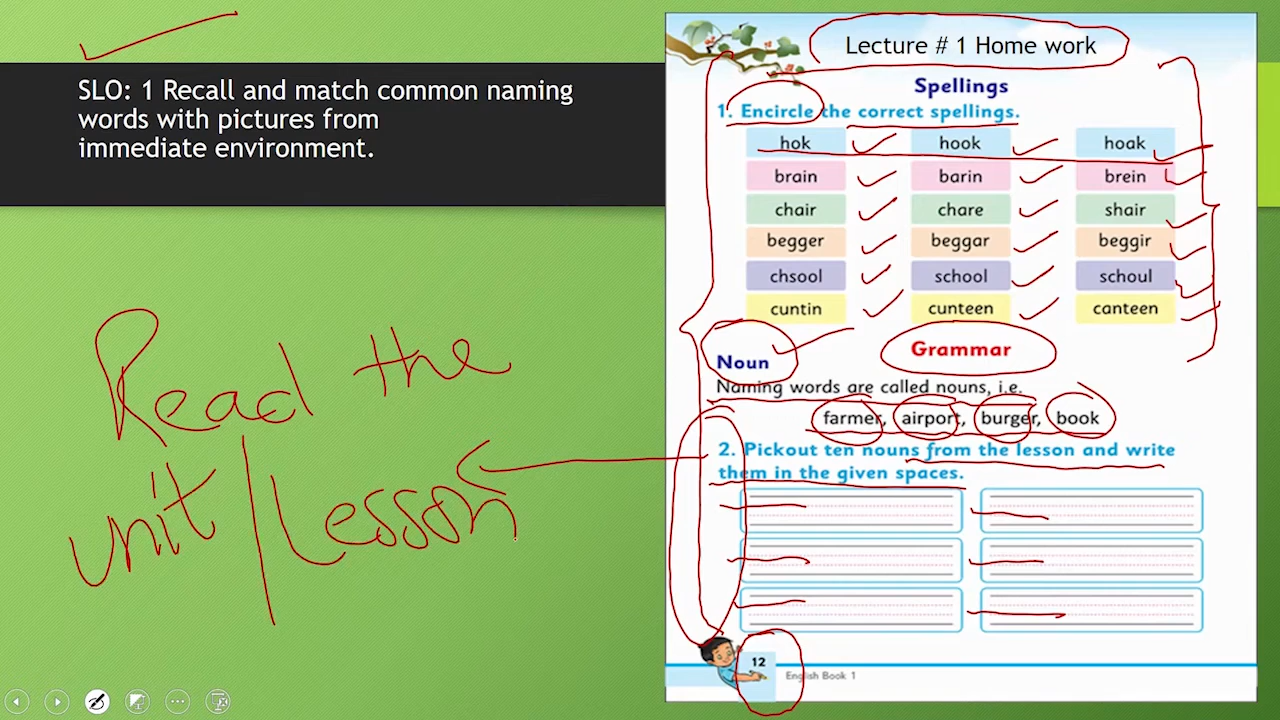 SLO: 1 Recall and match common naming
words with pictures from
immediate environment.
Read the
unit/Lesson
Lecture # 1 Home work
Spellings
1. Encircle the correct spellings.
hok hook hoak
brain barin brein
chair chare shair
begger beggar beggir
chsool school schoul
cuntin cunteen canteen
Grammar
Noun
Naming words are called nouns, i.e.
farmer, airport, burger, book
2. Pickout ten nouns from the lesson and write
them in the given spaces.
12
English Book 1